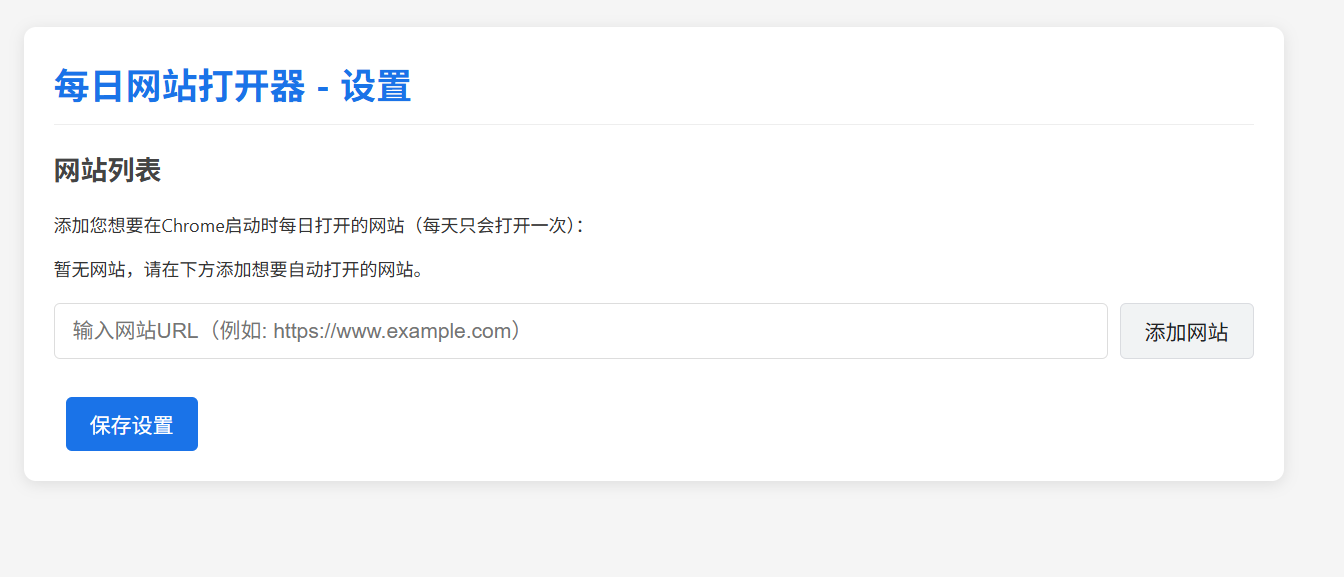 每日网站打开器 - 设置
网站列表
添加您想要在Chrome启动时每日打开的网站（每天只会打开一次）：
暂无网站，请在下方添加想要自动打开的网站。
输入网站URL（例如: https://www.example.com） 添加网站
保存设置